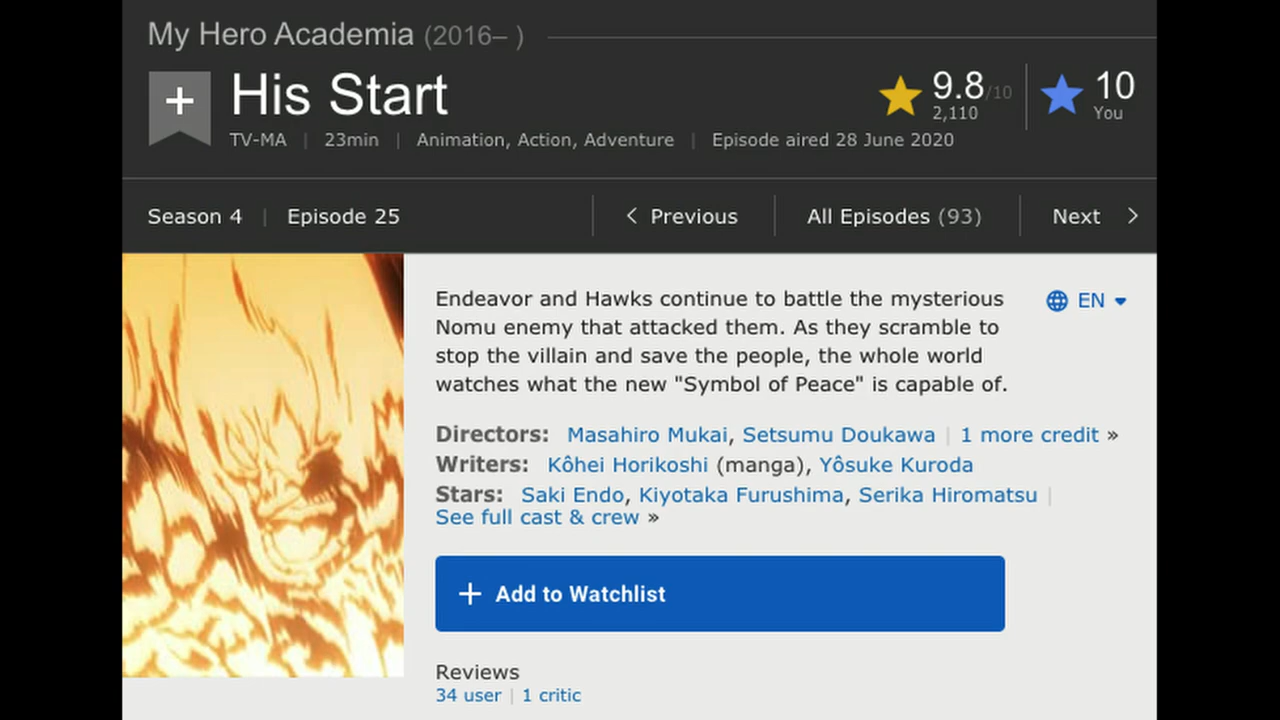 My Hero Academia (2016– )
+ His Start
9.8/10
2,110
10
You
TV-MA | 23min | Animation, Action, Adventure | Episode aired 28 June 2020
Season 4 | Episode 25
Previous
All Episodes (93)
Next
Endeavor and Hawks continue to battle the mysterious
Nomu enemy that attacked them. As they scramble to
stop the villain and save the people, the whole world
watches what the new "Symbol of Peace" is capable of.
EN
Directors: Masahiro Mukai, Setsumu Doukawa | 1 more credit »
Writers: Kôhei Horikoshi (manga), Yôsuke Kuroda
Stars: Saki Endo, Kiyotaka Furushima, Serika Hiromatsu |
See full cast & crew »
+ Add to Watchlist
Reviews
34 user | 1 critic